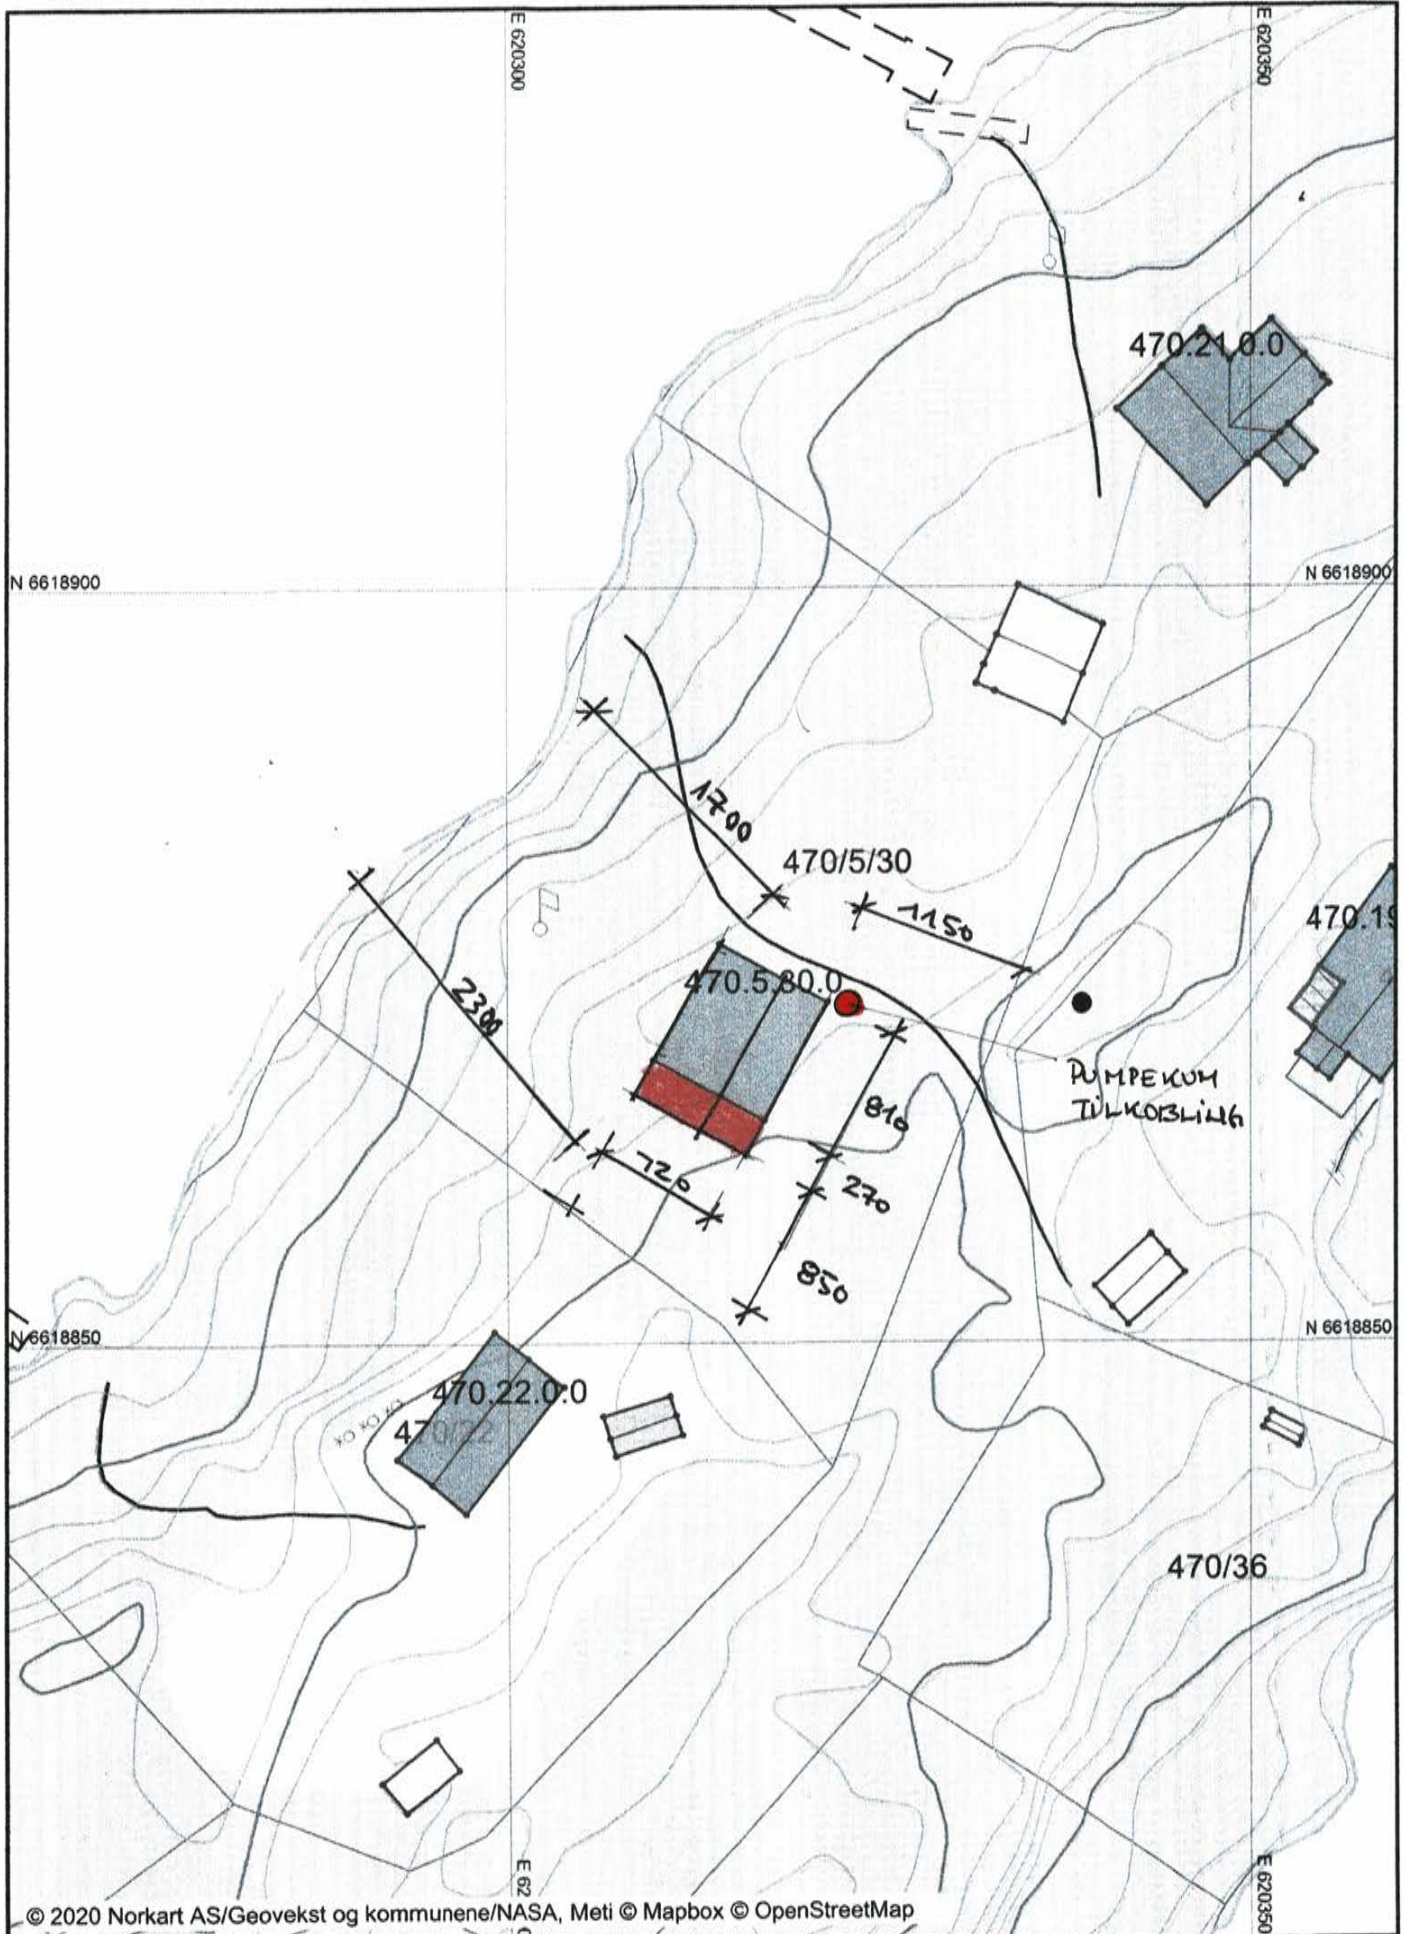 E 620300
E 620350
470.21.0.0
N 6618900
N 6618900
1700
470/5/30
1150
470.19
470.5.30.0
2300
PUMPEKUM
TILKOBLING
810
720
270
850
N 6618850
N 6618850
470.22.0.0
470/22
470/36
E 62
E 620350
© 2020 Norkart AS/Geovekst og kommunene/NASA, Meti © Mapbox © OpenStreetMap